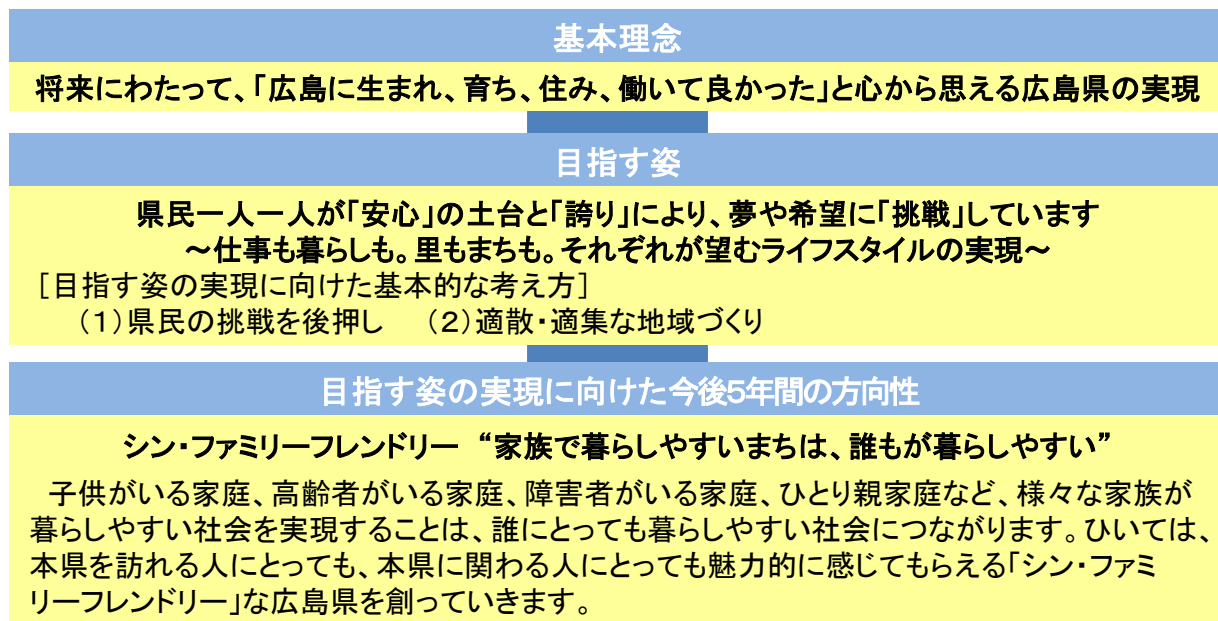 基本理念
将来にわたって、「広島に生まれ、育ち、住み、働いて良かった」と心から思える広島県の実現
目指す姿
県民一人一人が「安心」の土台と「誇り」により、夢や希望に「挑戦」しています
～仕事も暮らしも。里もまちも。それぞれが望むライフスタイルの実現～
［目指す姿の実現に向けた基本的な考え方］
（１）県民の挑戦を後押し　（２）適散・適集な地域づくり
目指す姿の実現に向けた今後5年間の方向性
シン・ファミリーフレンドリー “家族で暮らしやすいまちは、誰もが暮らしやすい”
子供がいる家庭、高齢者がいる家庭、障害者がいる家庭、ひとり親家庭など、様々な家族が
暮らしやすい社会を実現することは、誰にとっても暮らしやすい社会につながります。ひいては、
本県を訪れる人にとっても、本県に関わる人にとっても魅力的に感じてもらえる「シン・ファミ
リーフレンドリー」な広島県を創っていきます。